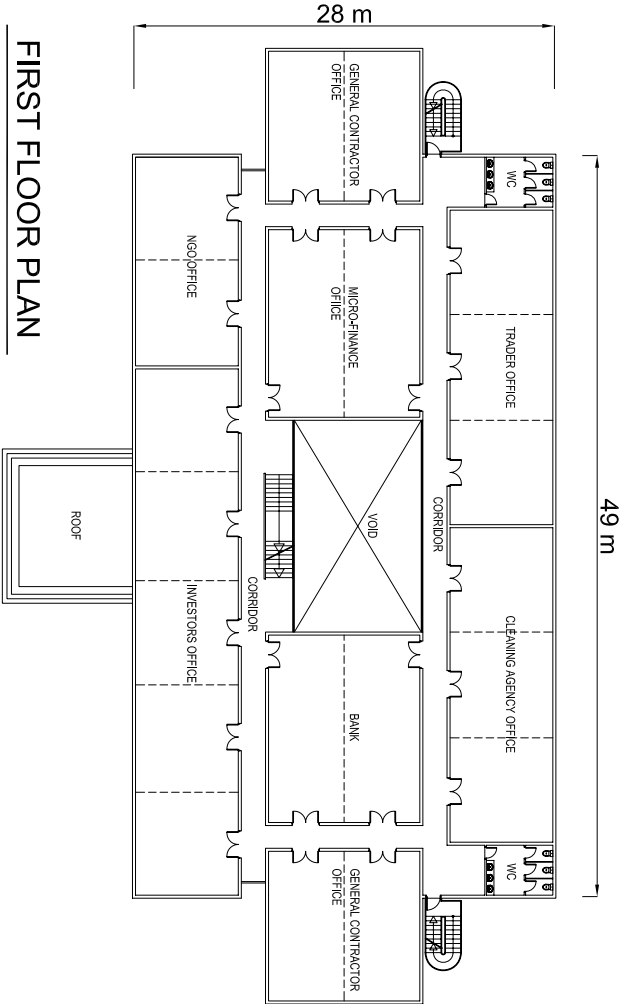 28 m
49 m
FIRST FLOOR PLAN
GENERAL CONTRACTOR
OFFICE
WC
NGO OFFICE
MICRO-FINANCE
OFIICE
TRADER OFFICE
CORRIDOR
VOID
ROOF
CORRIDOR
INVESTORS OFFICE
CLEANING AGENCY OFFICE
BANK
WC
GENERAL CONTRACTOR
OFFICE